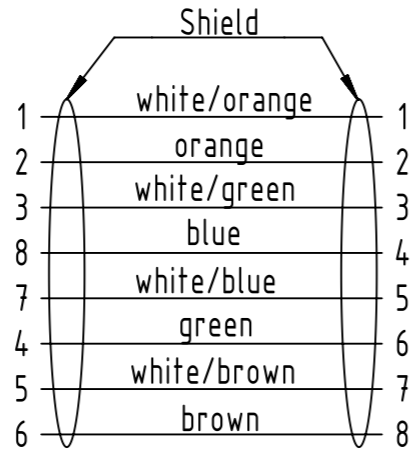 Shield
1 white/orange 1
2 orange 2
3 white/green 3
8 blue 4
7 white/blue 5
4 green 6
5 white/brown 7
6 brown 8